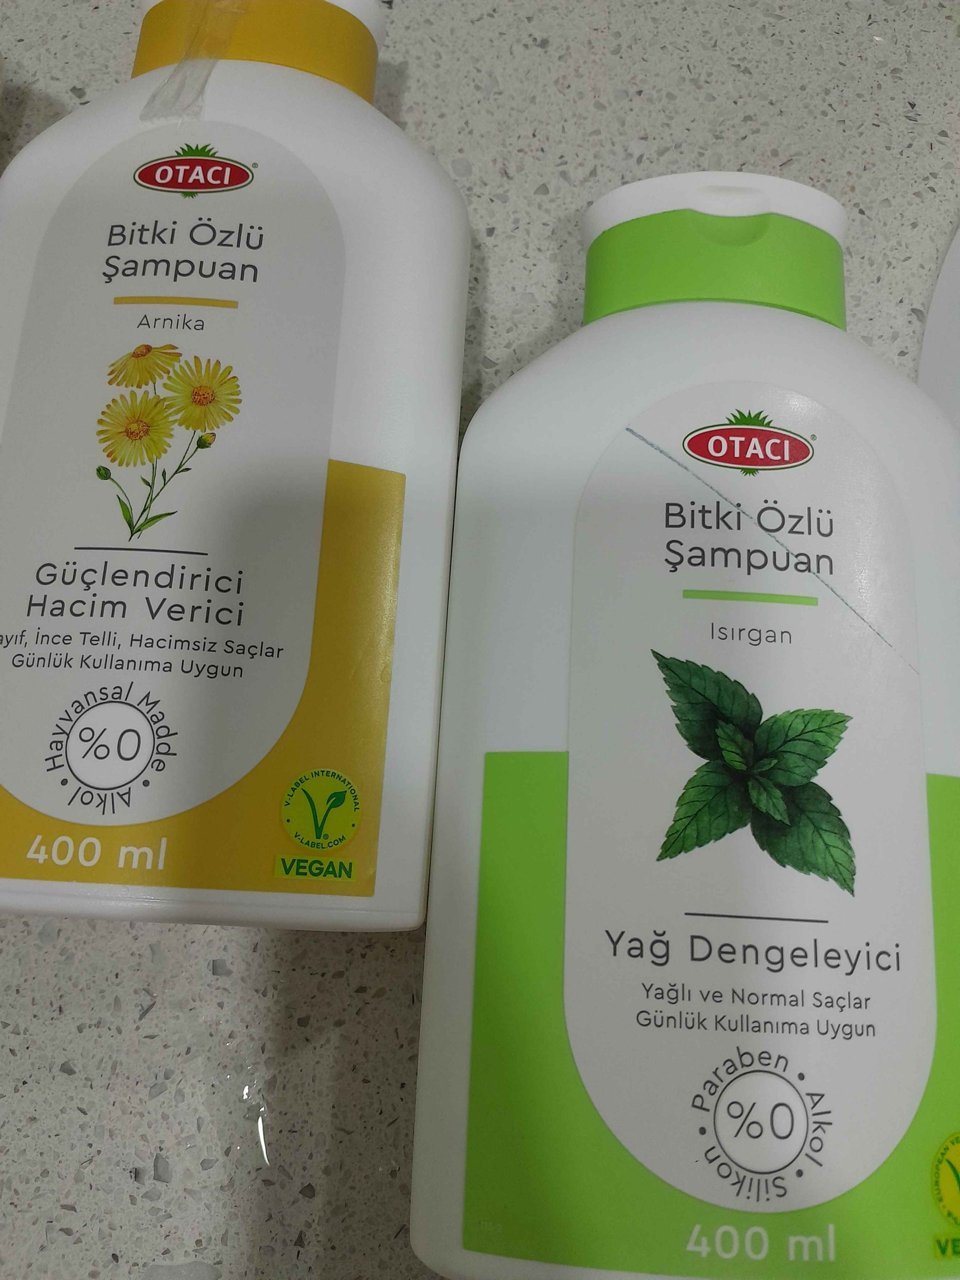 OTACI
Bitki Özlü
Şampuan
Arnika
Güçlendirici
Hacim Verici
İnce Telli, Hacimsiz Saçlar
Günlük Kullanıma Uygun
Hayvansal Madde • Alkol •
%0
V-LABEL INTERNATIONAL
V-LABEL.COM
VEGAN
400 ml
OTACI
Bitki Özlü
Şampuan
Isırgan
Yağ Dengeleyici
Yağlı ve Normal Saçlar
Günlük Kullanıma Uygun
Paraben • Alkol • Silikon •
%0
400 ml